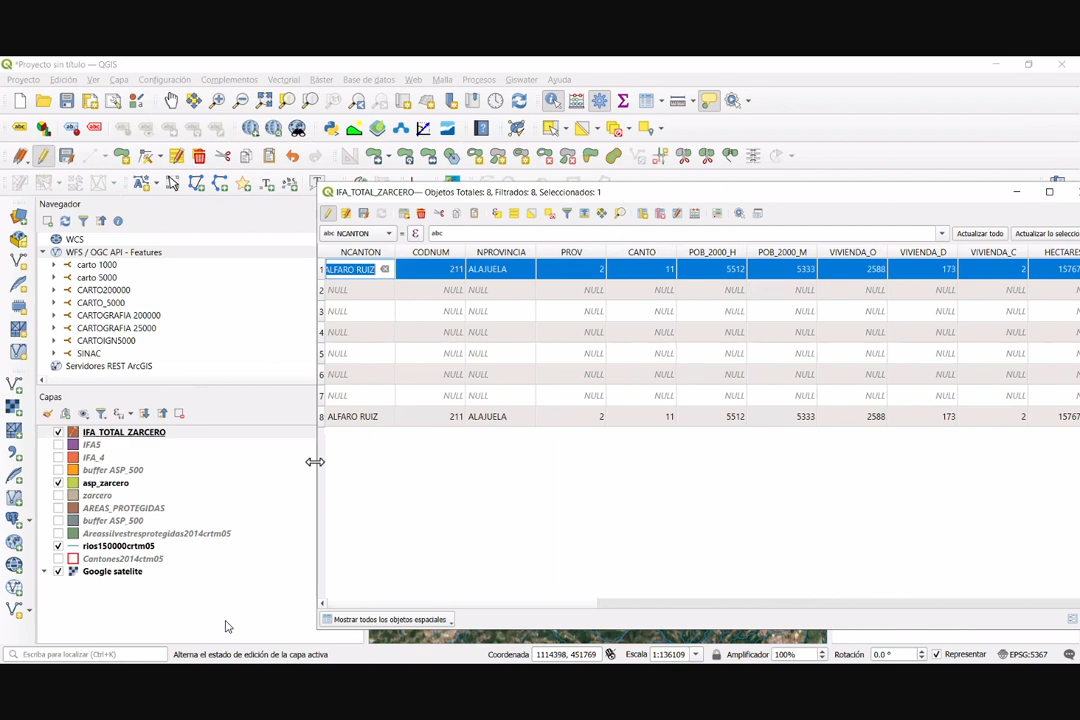 *Proyecto sin título — QGIS
Proyecto Edición Ver Capa Configuración Complementos Vectorial Ráster Base de datos Web Malla Procesos Giswater Ayuda
Navegador
WCS
WFS / OGC API - Features
carto 1000
carto 5000
CARTO200000
CARTO_5000
CARTOGRAFIA 200000
CARTOGRAFIA 25000
CARTOIGN5000
SINAC
Servidores REST ArcGIS
Capas
IFA_TOTAL_ZARCERO
IFA5
IFA_4
buffer ASP_500
asp_zarcero
zarcero
AREAS_PROTEGIDAS
buffer ASP_500
Areassilvestresprotegidas2014crtm05
rios150000crtm05
Cantones2014ctm05
Google satelite
IFA_TOTAL_ZARCERO— Objetos Totales: 8, Filtrados: 8, Seleccionados: 1
abc NCANTON = ε abc Actualizar todo Actualizar lo seleccio
NCANTON CODNUM NPROVINCIA PROV CANTO POB_2000_H POB_2000_M VIVIENDA_O VIVIENDA_D VIVIENDA_C HECTARES
1 ALFARO RUIZ 211 ALAJUELA 2 11 5512 5333 2588 173 2 15767
2 NULL NULL NULL NULL NULL NULL NULL NULL NULL NULL
3 NULL NULL NULL NULL NULL NULL NULL NULL NULL NULL
4 NULL NULL NULL NULL NULL NULL NULL NULL NULL NULL
5 NULL NULL NULL NULL NULL NULL NULL NULL NULL NULL
6 NULL NULL NULL NULL NULL NULL NULL NULL NULL NULL
7 NULL NULL NULL NULL NULL NULL NULL NULL NULL NULL
8 ALFARO RUIZ 211 ALAJUELA 2 11 5512 5333 2588 173 2 15767
Mostrar todos los objetos espaciales
Escriba para localizar (Ctrl+K) Alterna el estado de edición de la capa activa Coordenada 1114398, 451769 Escala 1:136109 Amplificador 100% Rotación 0.0 ° Representar EPSG:5367